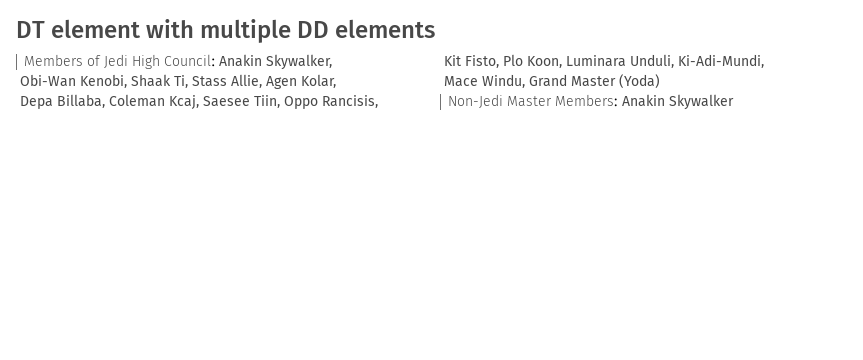 DT element with multiple DD elements
Members of Jedi High Council: Anakin Skywalker,
Obi-Wan Kenobi, Shaak Ti, Stass Allie, Agen Kolar,
Depa Billaba, Coleman Kcaj, Saesee Tiin, Oppo Rancisis,
Kit Fisto, Plo Koon, Luminara Unduli, Ki-Adi-Mundi,
Mace Windu, Grand Master (Yoda)
Non-Jedi Master Members: Anakin Skywalker